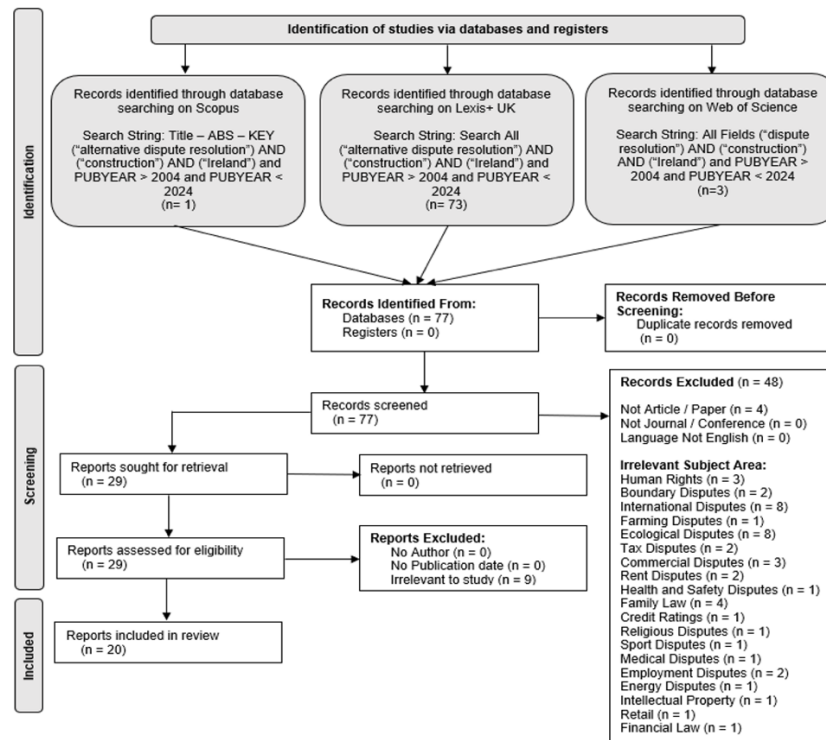 Identification of studies via databases and registers
Identification
Records identified through database
searching on Scopus
Search String: Title – ABS – KEY
(“alternative dispute resolution”) AND
(“construction”) AND (“Ireland”) and
PUBYEAR > 2004 and PUBYEAR <
2024
(n= 1)
Records identified through database
searching on Lexis+ UK
Search String: Search All
(“alternative dispute resolution”) AND
(“construction”) AND (“Ireland”) and
PUBYEAR > 2004 and PUBYEAR <
2024
(n= 73)
Records identified through database
searching on Web of Science
Search String: All Fields (“dispute
resolution”) AND (“construction”)
AND (“Ireland”) and PUBYEAR >
2004 and PUBYEAR < 2024
(n=3)
Records Identified From:
Databases (n = 77)
Registers (n = 0)
Records Removed Before
Screening:
Duplicate records removed
(n = 0)
Screening
Records screened
(n = 77)
Records Excluded (n = 48)
Not Article / Paper (n = 4)
Not Journal / Conference (n = 0)
Language Not English (n = 0)
Irrelevant Subject Area:
Human Rights (n = 3)
Boundary Disputes (n = 2)
International Disputes (n = 8)
Farming Disputes (n = 1)
Ecological Disputes (n = 8)
Tax Disputes (n = 2)
Commercial Disputes (n = 3)
Rent Disputes (n = 2)
Health and Safety Disputes (n = 1)
Family Law (n = 4)
Credit Ratings (n = 1)
Religious Disputes (n = 1)
Sport Disputes (n = 1)
Medical Disputes (n = 1)
Employment Disputes (n = 2)
Energy Disputes (n = 1)
Intellectual Property (n = 1)
Retail (n = 1)
Financial Law (n = 1)
Reports sought for retrieval
(n = 29)
Reports not retrieved
(n = 0)
Reports assessed for eligibility
(n = 29)
Reports Excluded:
No Author (n = 0)
No Publication date (n = 0)
Irrelevant to study (n = 9)
Included
Reports included in review
(n = 20)